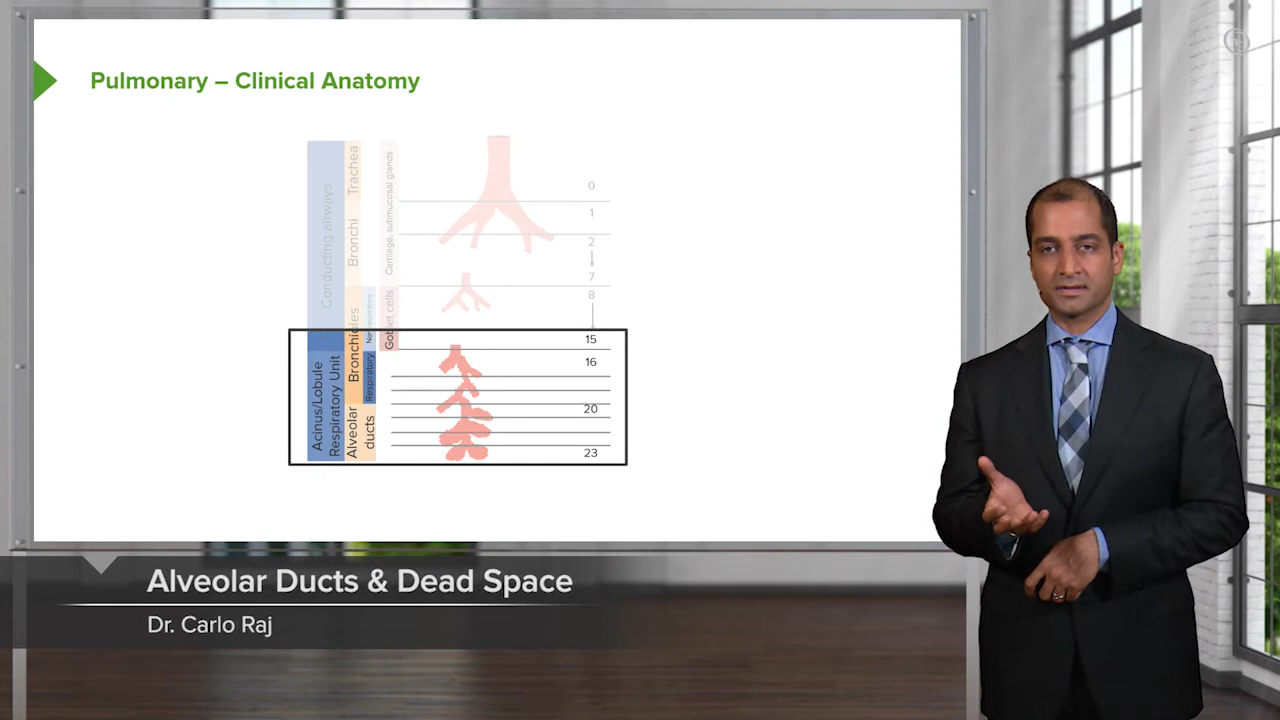 Pulmonary – Clinical Anatomy
Conducting airways
Trachea
Bronchi
Cartilage, submucosal glands
Bronchioles
Nonrespiratory
Goblet cells
Acinus/Lobule
Respiratory Unit
Respiratory
Alveolar
ducts
0
1
2
7
8
15
16
20
23
Alveolar Ducts & Dead Space
Dr. Carlo Raj